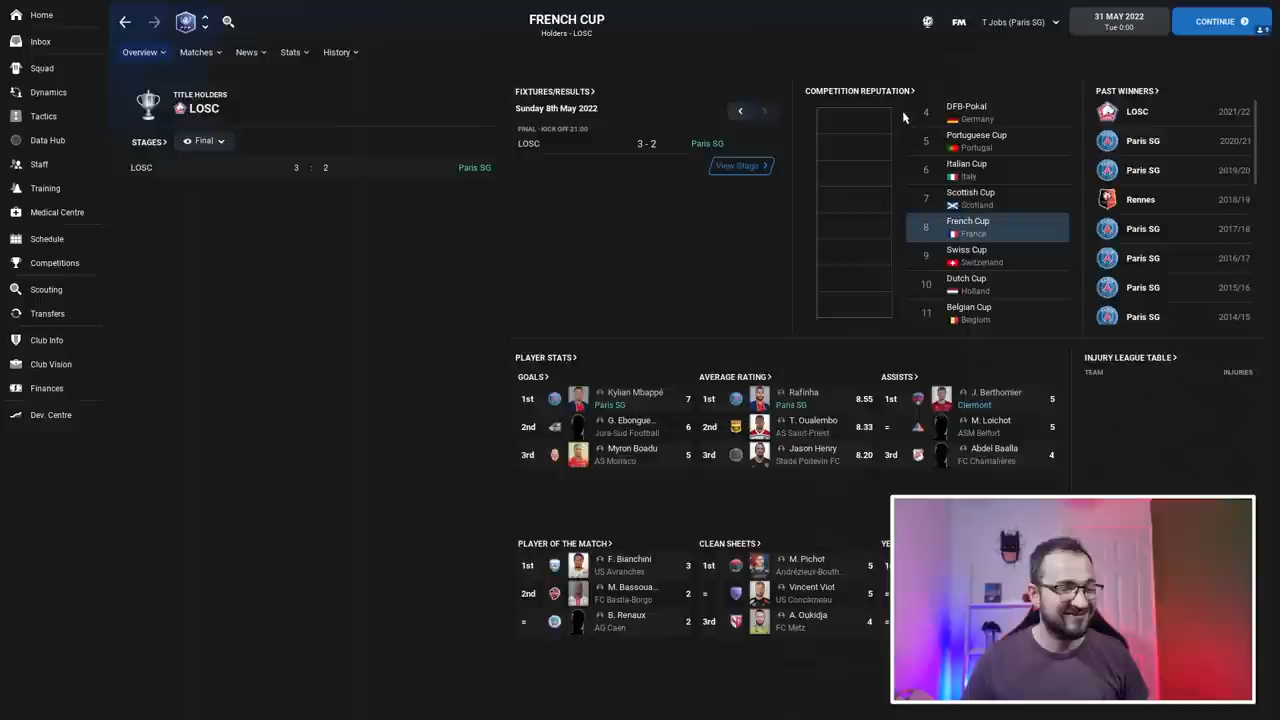 Home
Inbox
Squad
Dynamics
Tactics
Data Hub
Staff
Training
Medical Centre
Schedule
Competitions
Scouting
Transfers
Club Info
Club Vision
Finances
Dev. Centre
FRENCH CUP
Holders - LOSC
FM
T Jobs (Paris SG)
31 MAY 2022
Tue 0:00
CONTINUE
9
Overview
Matches
News
Stats
History
TITLE HOLDERS
LOSC
STAGES
Final
LOSC 3 : 2 Paris SG
FIXTURES/RESULTS
Sunday 8th May 2022
FINAL - KICK OFF 21:00
LOSC 3 - 2 Paris SG
View Stage
COMPETITION REPUTATION
4 DFB-Pokal
Germany
5 Portuguese Cup
Portugal
6 Italian Cup
Italy
7 Scottish Cup
Scotland
8 French Cup
France
9 Swiss Cup
Switzerland
10 Dutch Cup
Holland
11 Belgian Cup
Belgium
PAST WINNERS
LOSC 2021/22
Paris SG 2020/21
Paris SG 2019/20
Rennes 2018/19
Paris SG 2017/18
Paris SG 2016/17
Paris SG 2015/16
Paris SG 2014/15
PLAYER STATS
GOALS
1st Kylian Mbappé 7
Paris SG
2nd G. Ebongue... 6
Jura-Sud Football
3rd Myron Boadu 5
AS Monaco
AVERAGE RATING
1st Rafinha 8.55
Paris SG
2nd T. Oualembo 8.33
AS Saint-Priest
3rd Jason Henry 8.20
Stade Poitevin FC
ASSISTS
1st J. Berthomier 5
Clermont
= M. Loichot 5
ASM Belfort
3rd Abdel Baalla 4
FC Chamalières
INJURY LEAGUE TABLE
TEAM INJURIES
PLAYER OF THE MATCH
1st F. Bianchini 3
US Avranches
2nd M. Bassoua... 2
FC Bastia-Borgo
= B. Renaux 2
AG Caen
CLEAN SHEETS
1st M. Pichot 5
Andrézieux-Bouth...
= Vincent Viot 5
US Concarneau
3rd A. Oukidja 4
FC Metz